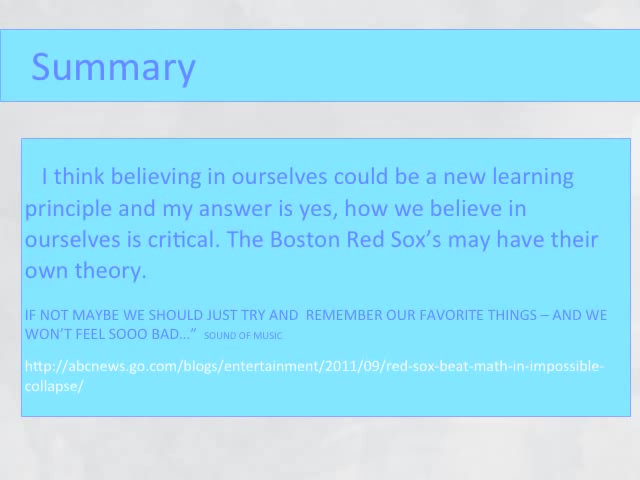 Summary
I think believing in ourselves could be a new learning
principle and my answer is yes, how we believe in
ourselves is critical. The Boston Red Sox’s may have their
own theory.
IF NOT MAYBE WE SHOULD JUST TRY AND  REMEMBER OUR FAVORITE THINGS – AND WE
WON’T FEEL SOOO BAD…”  SOUND OF MUSIC
http://abcnews.go.com/blogs/entertainment/2011/09/red-sox-beat-math-in-impossible-
collapse/